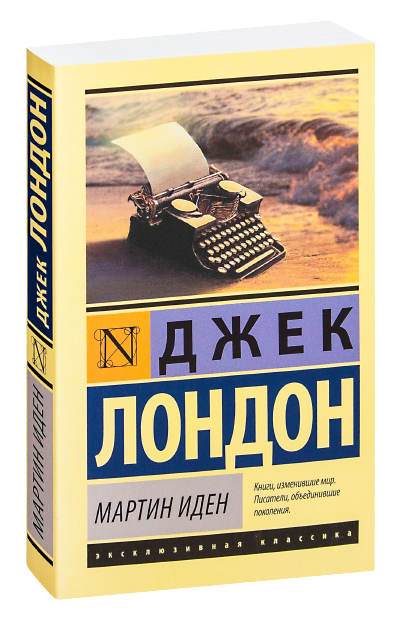 ДЖЕК ЛОНДОН
N
МАРТИН ИДЕН
N
ДЖЕК
ЛОНДОН
МАРТИН ИДЕН
Книги, изменившие мир.
Писатели, объединившие
поколения.
эксклюзивная классика